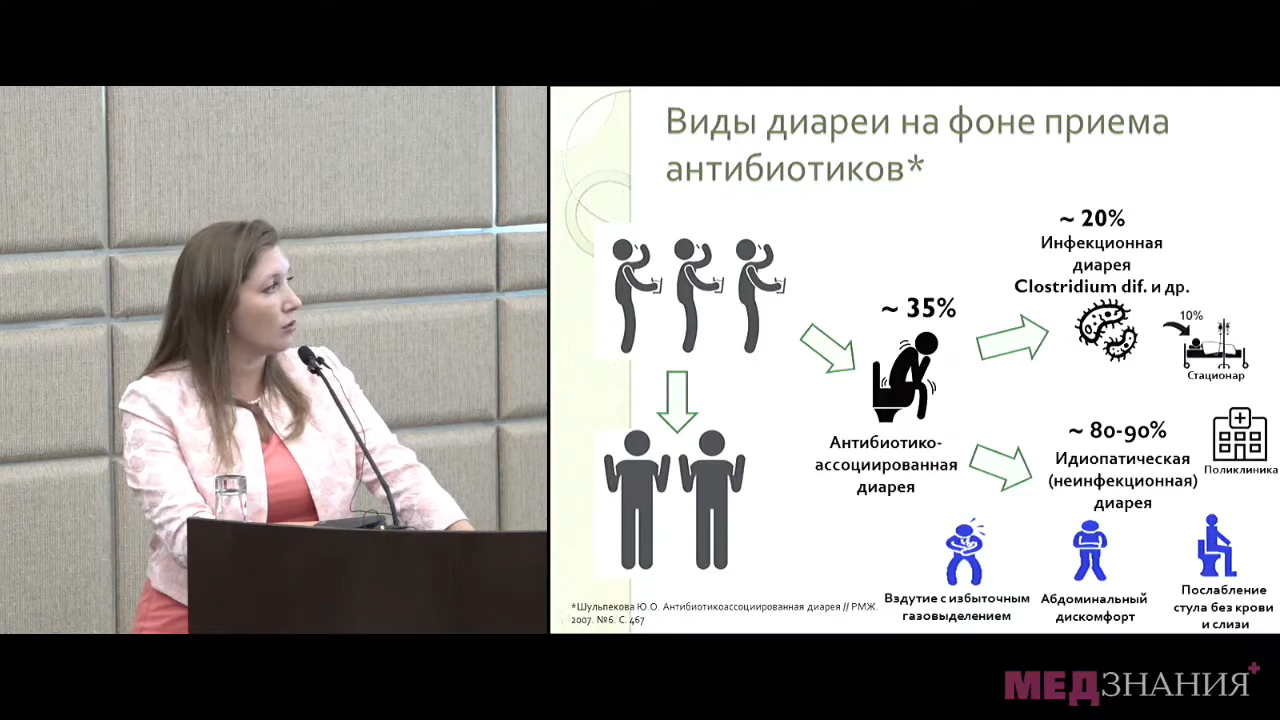 Виды диареи на фоне приема
антибиотиков*
~ 20%
Инфекционная
диарея
Clostridium dif. и др.
10%
Стационар
~ 35%
Антибиотико-
ассоциированная
диарея
~ 80-90%
Идиопатическая
(неинфекционная)
диарея
Поликлиника
Вздутие с избыточным
газовыделением
Абдоминальный
дискомфорт
Послабление
стула без крови
и слизи
*Шульпекова Ю.О. Антибиотикоассоциированная диарея // РМЖ.
2007. №6. С. 467
МЕДЗНАНИЯ+